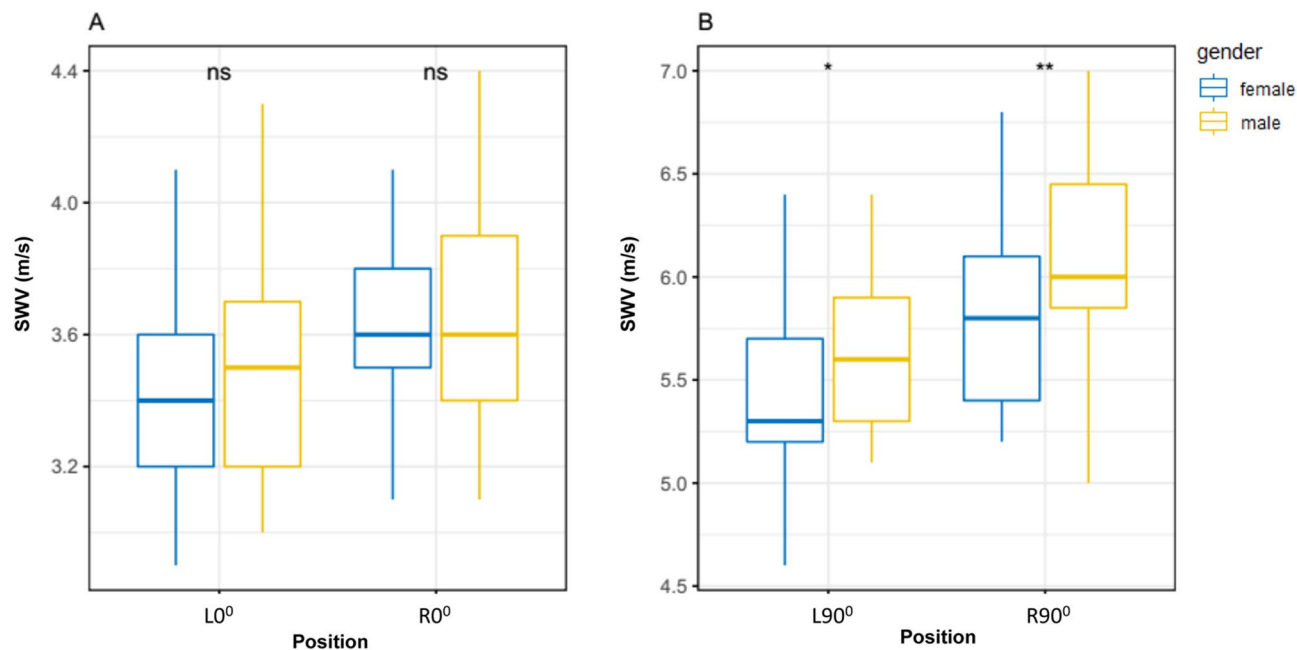 A
SWV (m/s)
4.4
4.0
3.6
3.2
ns
ns
L0⁰
R0⁰
Position
B
SWV (m/s)
7.0
6.5
6.0
5.5
5.0
4.5
*
**
L90⁰
R90⁰
Position
gender
female
male